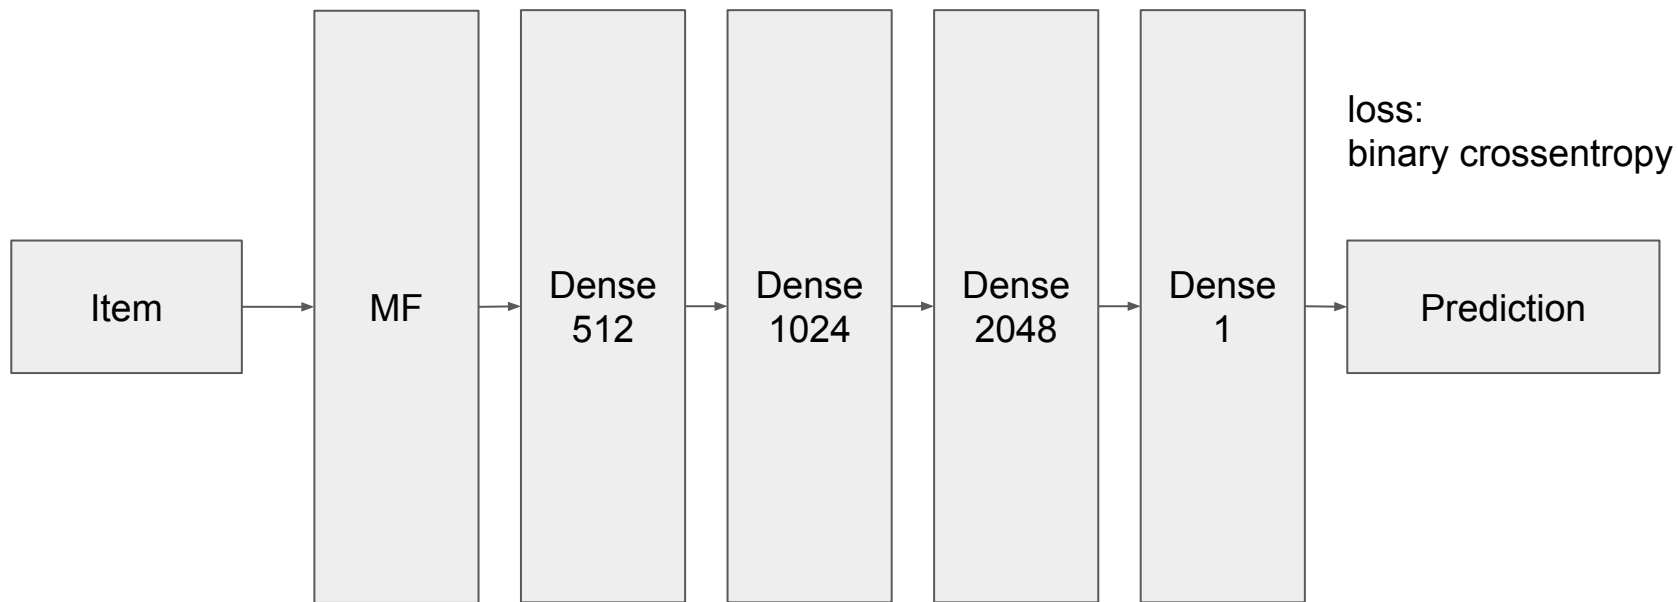 Item
MF
Dense
512
Dense
1024
Dense
2048
Dense
1
loss:
binary crossentropy
Prediction